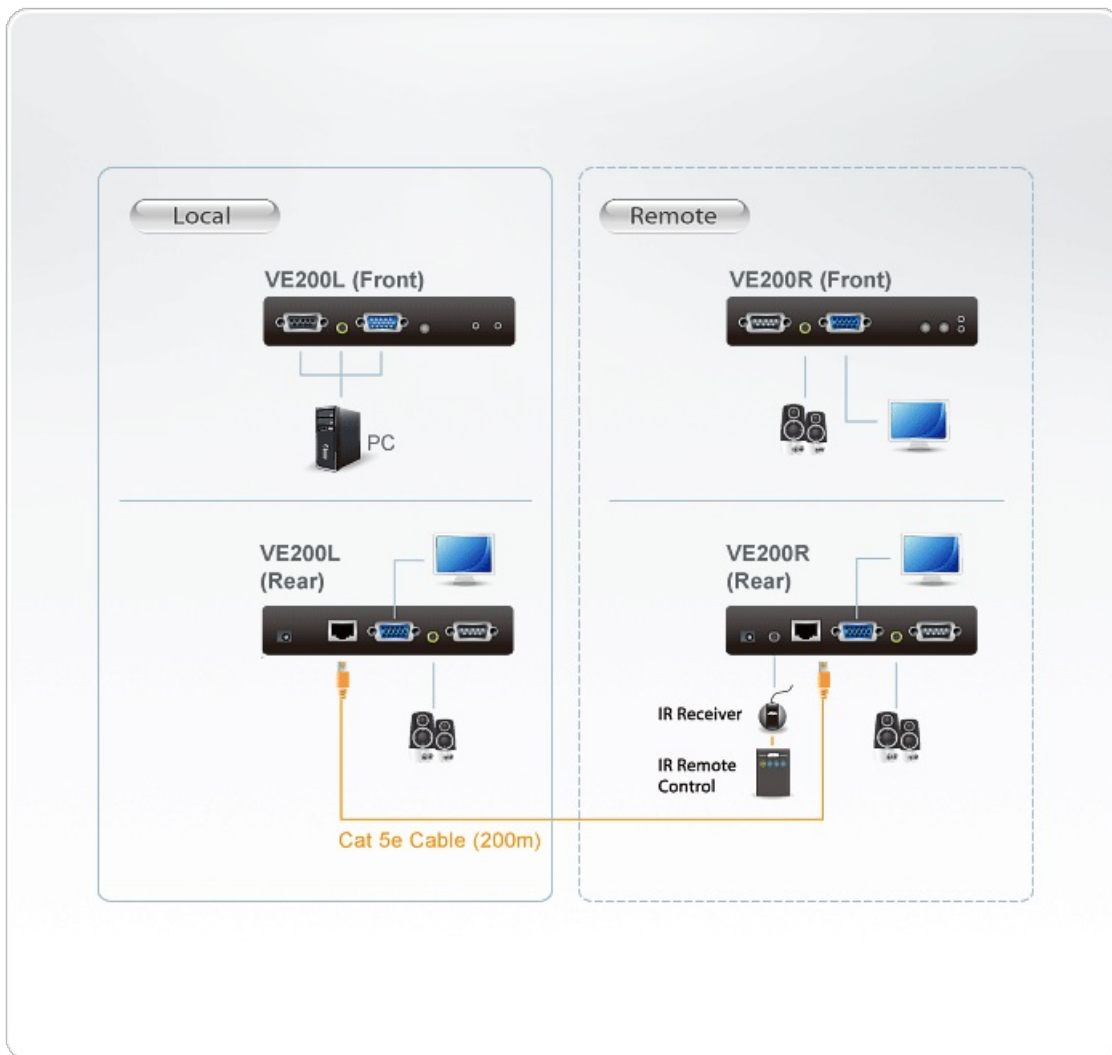 Local
VE200L (Front)
PC
VE200L
(Rear)
Cat 5e Cable (200m)
Remote
VE200R (Front)
VE200R
(Rear)
IR Receiver
IR Remote
Control